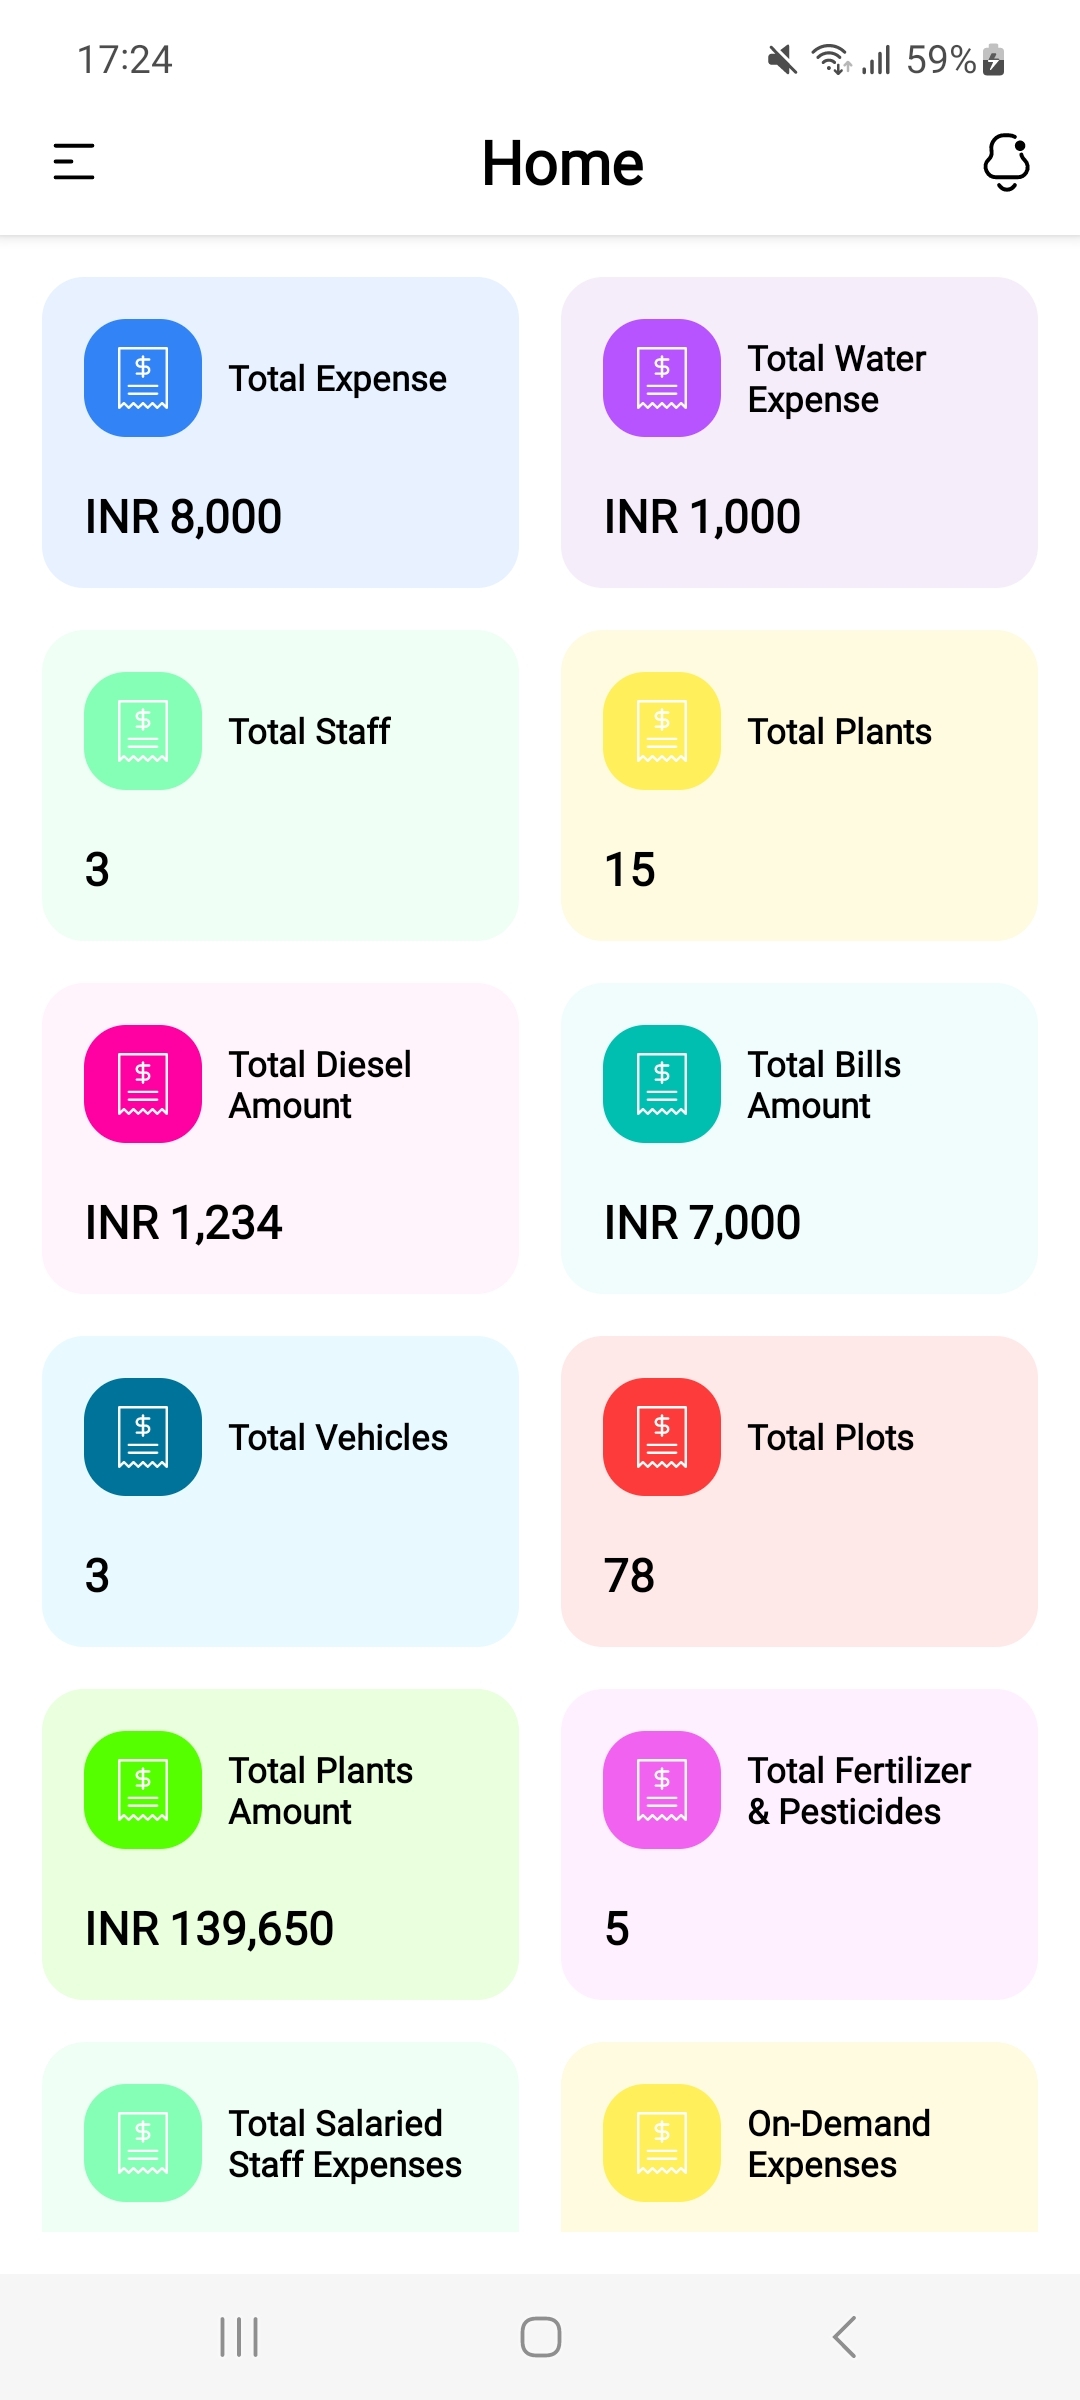 17:24
59%
Home
Total Expense
INR 8,000
Total Water
Expense
INR 1,000
Total Staff
3
Total Plants
15
Total Diesel
Amount
INR 1,234
Total Bills
Amount
INR 7,000
Total Vehicles
3
Total Plots
78
Total Plants
Amount
INR 139,650
Total Fertilizer
& Pesticides
5
Total Salaried
Staff Expenses
On-Demand
Expenses